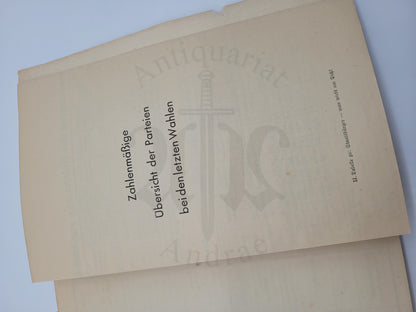 Zahlenmäßige
Übersicht der Parteien
bei den letzten Wahlen
Antiquariat
Andrae